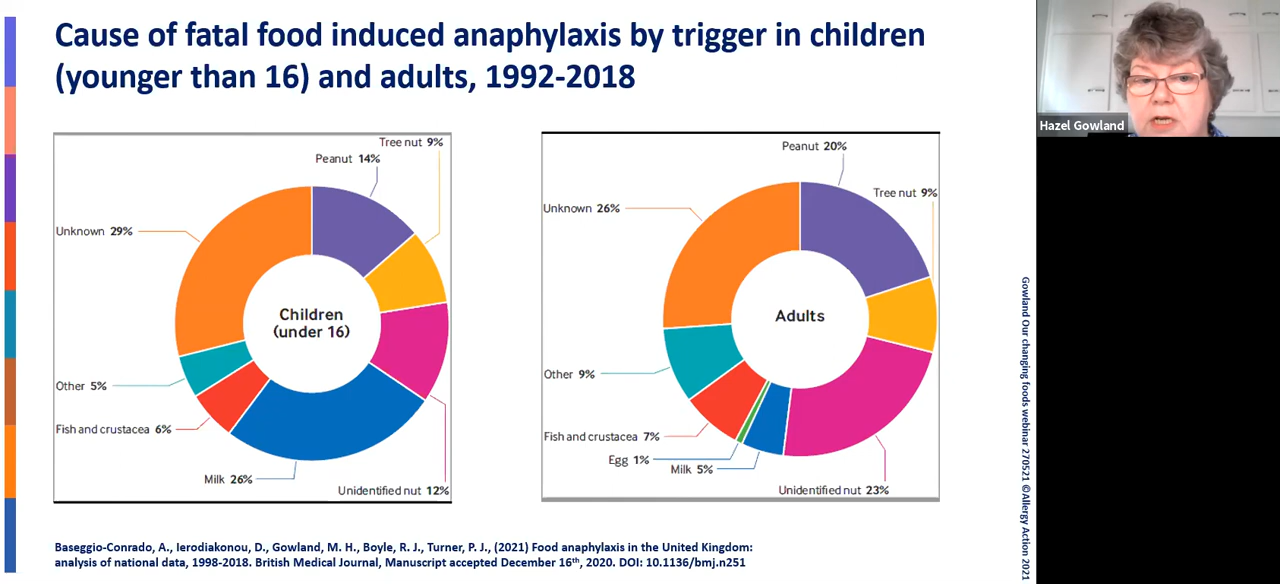 Cause of fatal food induced anaphylaxis by trigger in children
(younger than 16) and adults, 1992-2018
Tree nut 9%
Peanut 14%
Unknown 29%
Children
(under 16)
Other 5%
Fish and crustacea 6%
Milk 26%
Unidentified nut 12%
Peanut 20%
Tree nut 9%
Unknown 26%
Adults
Other 9%
Fish and crustacea 7%
Egg 1%
Milk 5%
Unidentified nut 23%
Baseggio-Conrado, A., Ierodiakonou, D., Gowland, M. H., Boyle, R. J., Turner, P. J., (2021) Food anaphylaxis in the United Kingdom:
analysis of national data, 1998-2018. British Medical Journal, Manuscript accepted December 16th, 2020. DOI: 10.1136/bmj.n251
Gowland Our changing foods webinar 270521 ©Allergy Action 2021
Hazel Gowland